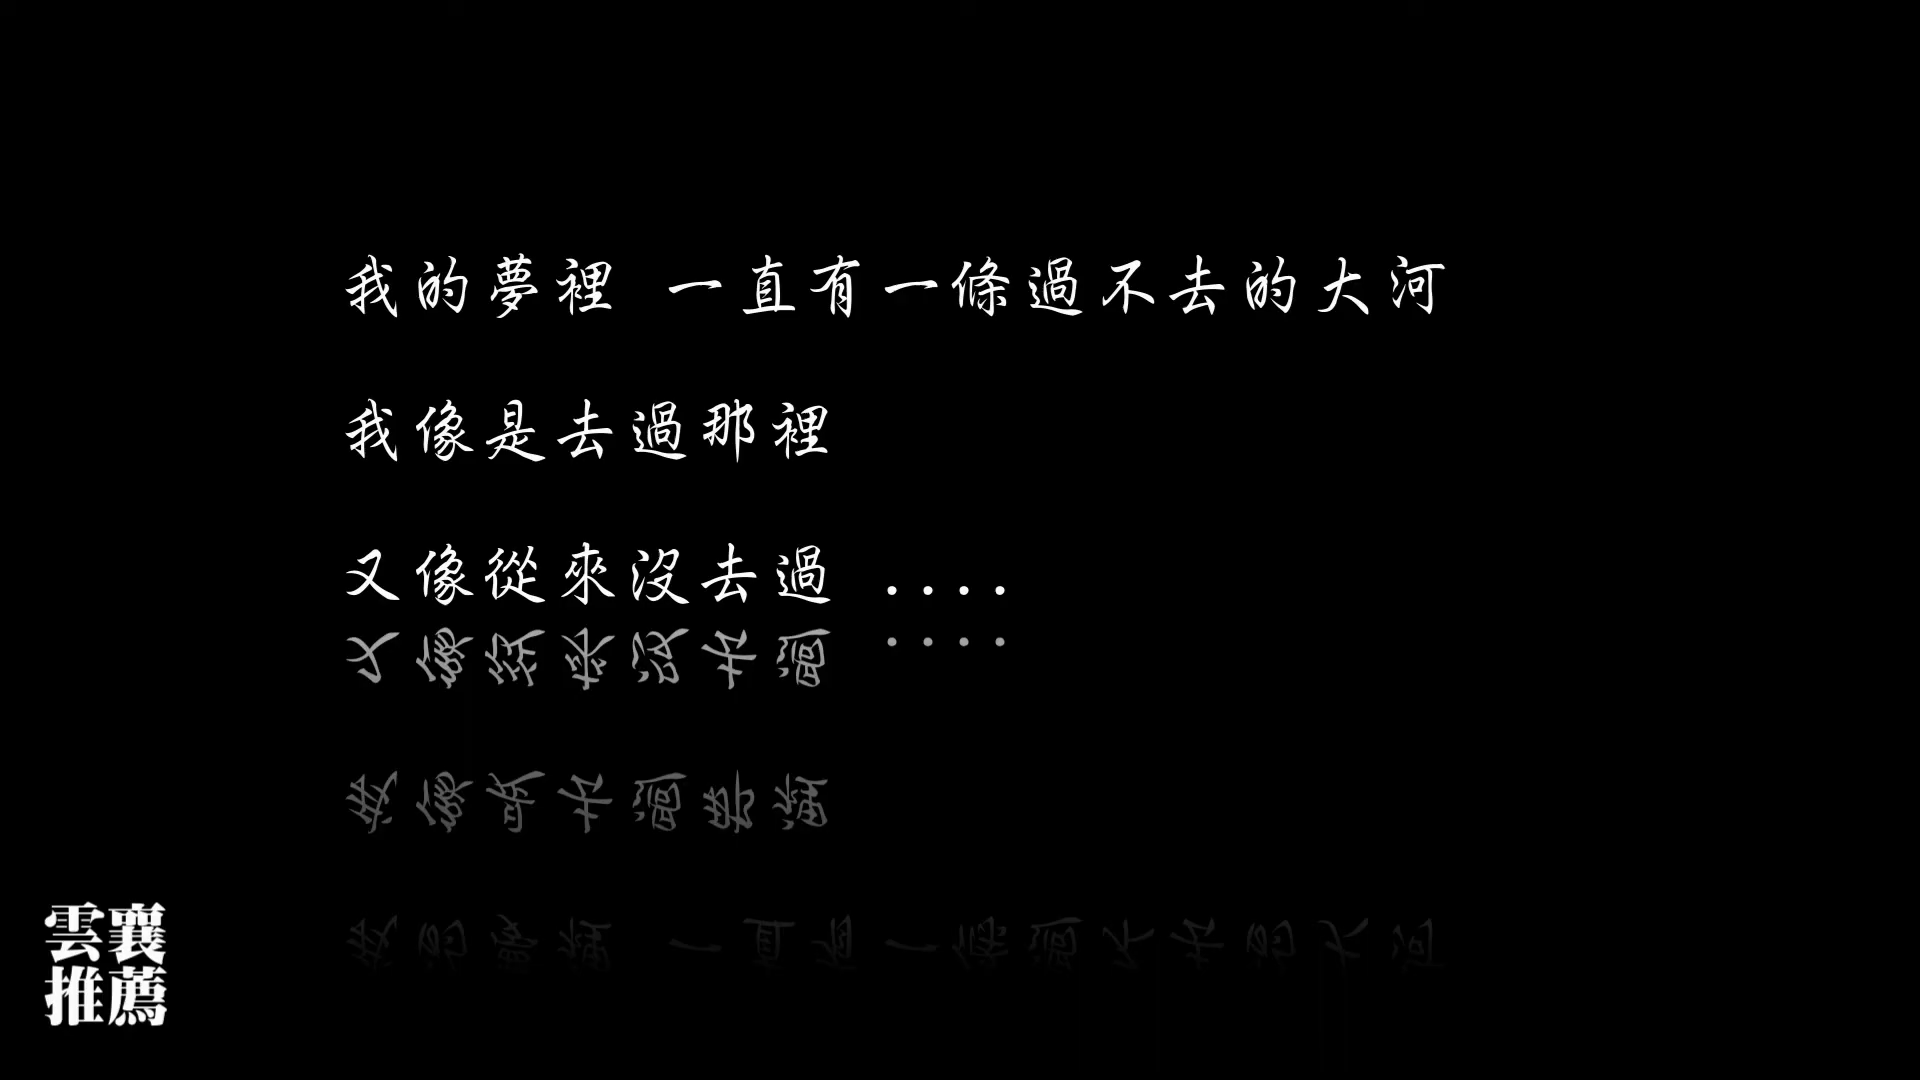 我的夢裡 一直有一條過不去的大河
我像是去過那裡
又像從來沒去過 ....
雲襄
推薦